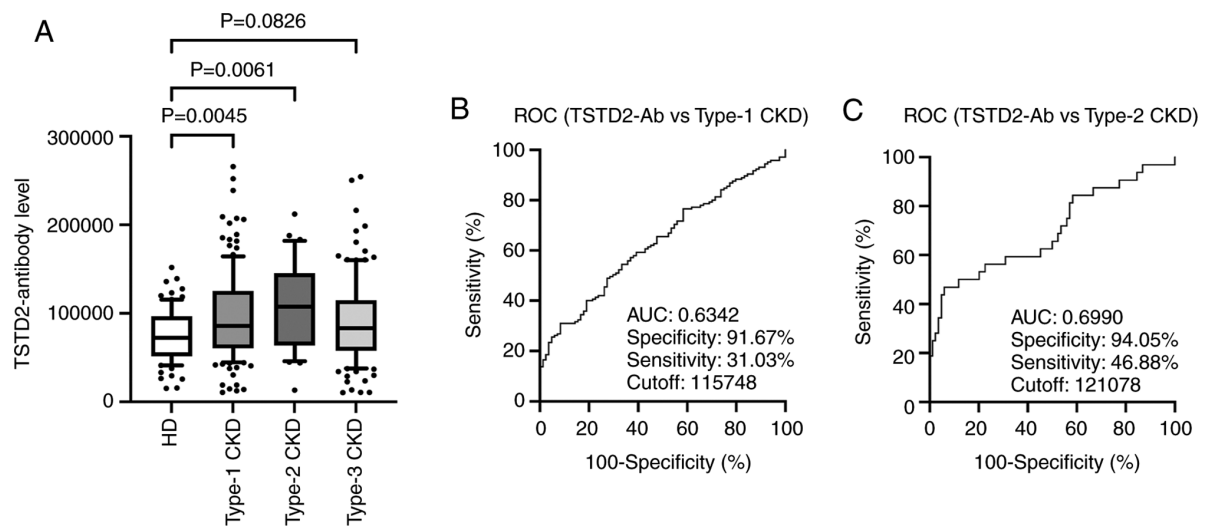 A
P=0.0826
P=0.0061
P=0.0045
TSTD2-antibody level
300000
200000
100000
0
HD
Type-1 CKD
Type-2 CKD
Type-3 CKD
B
ROC (TSTD2-Ab vs Type-1 CKD)
Sensitivity (%)
100
80
60
40
20
0
AUC: 0.6342
Specificity: 91.67%
Sensitivity: 31.03%
Cutoff: 115748
0 20 40 60 80 100
100-Specificity (%)
C
ROC (TSTD2-Ab vs Type-2 CKD)
Sensitivity (%)
100
80
60
40
20
0
AUC: 0.6990
Specificity: 94.05%
Sensitivity: 46.88%
Cutoff: 121078
0 20 40 60 80 100
100-Specificity (%)